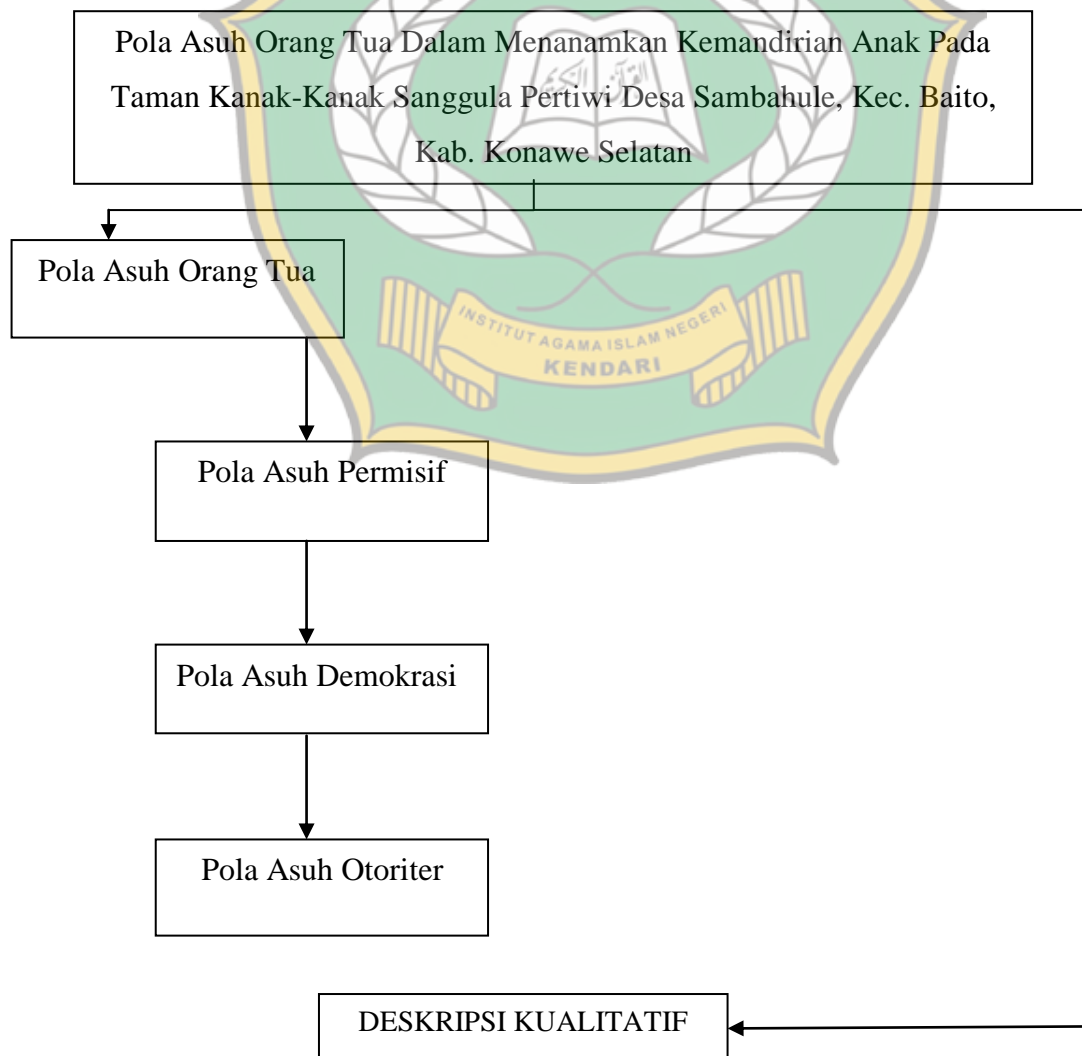 Pola Asuh Orang Tua Dalam Menanamkan Kemandirian Anak Pada
Taman Kanak-Kanak Sanggula Pertiwi Desa Sambahule, Kec. Baito,
Kab. Konawe Selatan
القرآن الكريم
Pola Asuh Orang Tua
INSTITUT AGAMA ISLAM NEGERI
KENDARI
Pola Asuh Permisif
Pola Asuh Demokrasi
Pola Asuh Otoriter
DESKRIPSI KUALITATIF